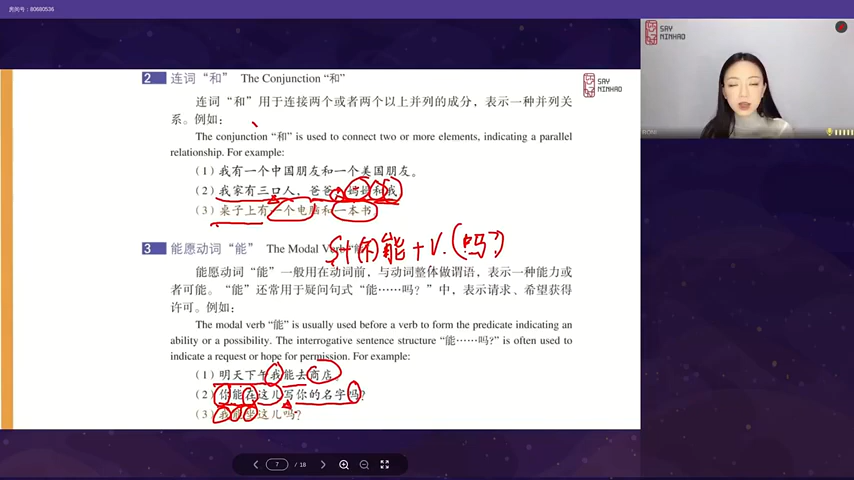 房间号: 80680536
SAY
NINHAO
2 连词 “和” The Conjunction “和”
SAY
NINHAO
连词 “和” 用于连接两个或者两个以上并列的成分，表示一种并列关
系。例如：
The conjunction “和” is used to connect two or more elements, indicating a parallel
relationship. For example:
(1) 我有一个中国朋友和一个美国朋友。
(2) 我家有三口人，爸爸、妈妈和我
(3) 桌子上有一个电脑和一本书
3 能愿动词 “能” The Modal Verb “能
S+(不)能+V.(吗?)
能愿动词 “能” 一般用在动词前，与动词整体做谓语，表示一种能力或
者可能。“能” 还常用于疑问句式 “能……吗？” 中，表示请求、希望获得
许可。例如：
The modal verb “能” is usually used before a verb to form the predicate indicating an
ability or a possibility. The interrogative sentence structure “能……吗?” is often used to
indicate a request or hope for permission. For example:
(1) 明天下午我能去商店
(2) 你能在这儿写你的名字吗?
(3) 我能坐这儿吗?
7 / 18